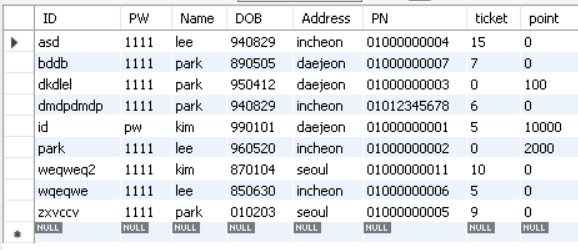 ID PW Name DOB Address PN ticket point
asd 1111 lee 940829 incheon 01000000004 15 0
bddb 1111 park 890505 daejeon 01000000007 7 0
dkdlel 1111 park 950412 daejeon 01000000003 0 100
dmdpdmdp 1111 park 940829 incheon 01012345678 6 0
id pw kim 990101 daejeon 01000000001 5 10000
park 1111 lee 960520 incheon 01000000002 0 2000
weqweq2 1111 kim 870104 seoul 01000000011 10 0
wqeqwe 1111 lee 850630 incheon 01000000006 5 0
zxvccv 1111 park 010203 seoul 01000000005 9 0
NULL NULL NULL NULL NULL NULL NULL NULL